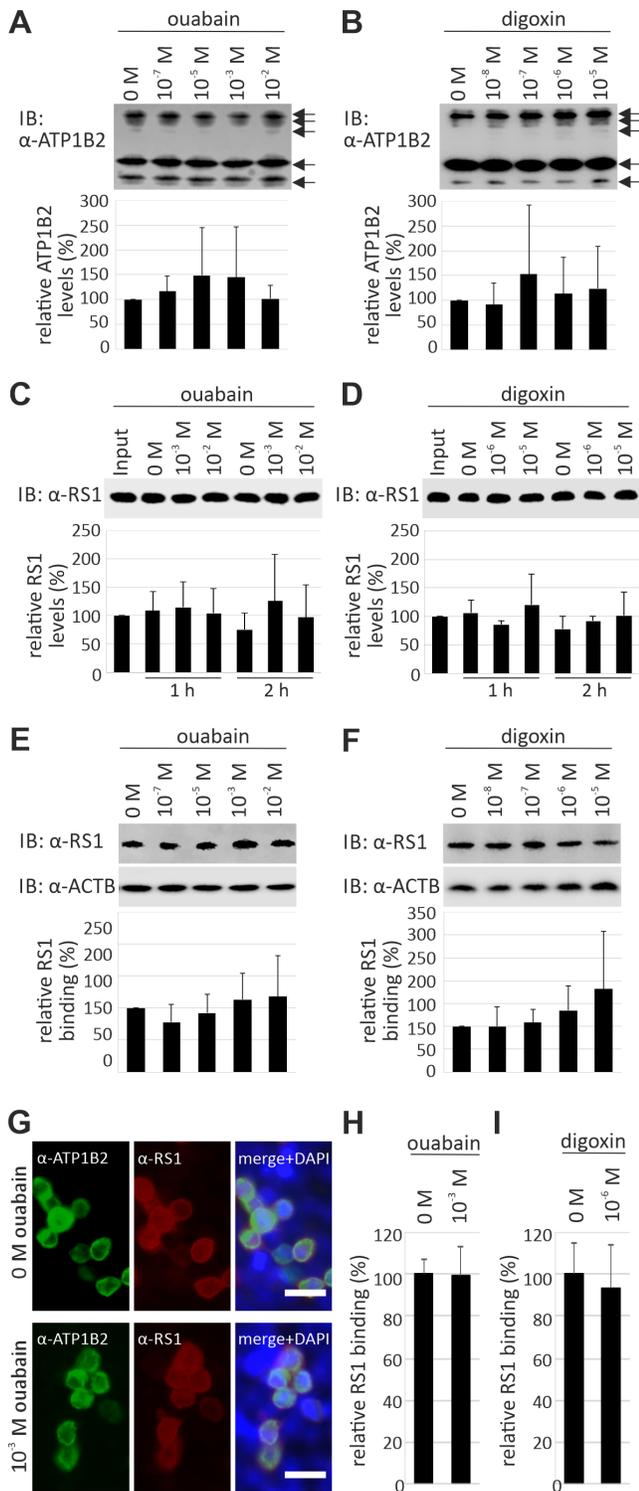 A
ouabain
0 M
10⁻⁷ M
10⁻⁵ M
10⁻³ M
10⁻² M
IB:
α-ATP1B2
relative ATP1B2
levels (%)
300
250
200
150
100
50
0
B
digoxin
0 M
10⁻⁸ M
10⁻⁷ M
10⁻⁶ M
10⁻⁵ M
IB:
α-ATP1B2
relative ATP1B2
levels (%)
300
250
200
150
100
50
0
C
ouabain
Input
0 M
10⁻³ M
10⁻² M
0 M
10⁻³ M
10⁻² M
IB: α-RS1
relative RS1
levels (%)
250
200
150
100
50
0
1 h
2 h
D
digoxin
Input
0 M
10⁻⁶ M
10⁻⁵ M
0 M
10⁻⁶ M
10⁻⁵ M
IB: α-RS1
relative RS1
levels (%)
250
200
150
100
50
0
1 h
2 h
E
ouabain
0 M
10⁻⁷ M
10⁻⁵ M
10⁻³ M
10⁻² M
IB: α-RS1
IB: α-ACTB
relative RS1
binding (%)
250
200
150
100
50
0
F
digoxin
0 M
10⁻⁸ M
10⁻⁷ M
10⁻⁶ M
10⁻⁵ M
IB: α-RS1
IB: α-ACTB
relative RS1
binding (%)
350
300
200
150
100
50
0
G
0 M ouabain
α-ATP1B2
α-RS1
merge+DAPI
10⁻³ M ouabain
α-ATP1B2
α-RS1
merge+DAPI
H
ouabain
0 M
10⁻³ M
relative RS1 binding (%)
120
100
80
60
40
20
0
I
digoxin
0 M
10⁻⁶ M
relative RS1 binding (%)
120
100
80
60
40
20
0